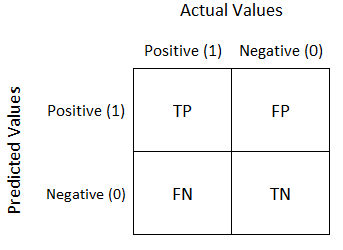 Actual Values
Positive (1) Negative (0)
Predicted Values
Positive (1) TP FP
Negative (0) FN TN